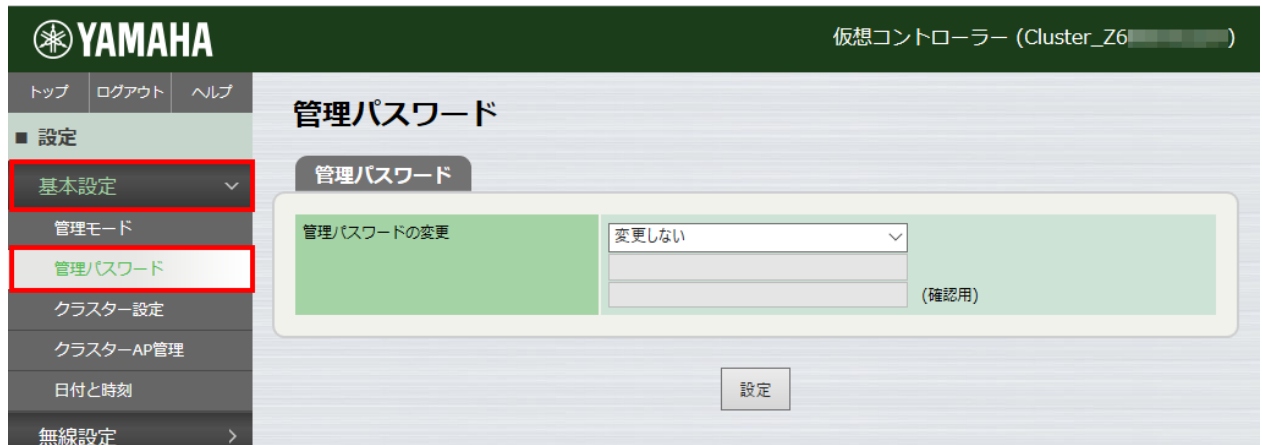 YAMAHA
仮想コントローラー (Cluster_Z6 )
トップ ログアウト ヘルプ
■ 設定
基本設定
管理モード
管理パスワード
クラスター設定
クラスターAP管理
日付と時刻
無線設定
管理パスワード
管理パスワード
管理パスワードの変更
変更しない
(確認用)
設定